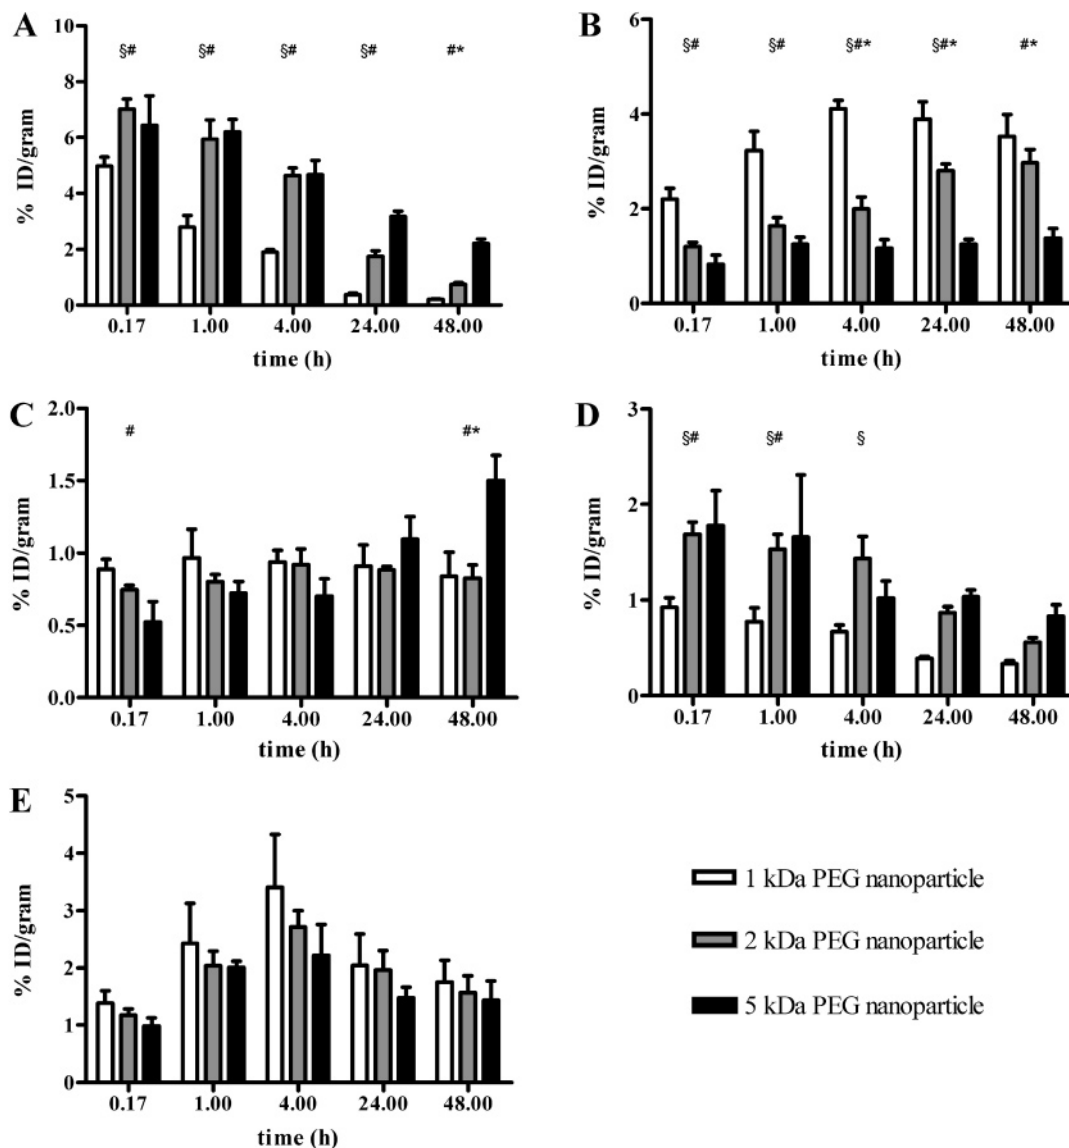 A
§# §# §# §# #*
10
8
6
4
2
0
% ID/gram
0.17 1.00 4.00 24.00 48.00
time (h)
B
§# §# §#* §#* #*
6
4
2
0
% ID/gram
0.17 1.00 4.00 24.00 48.00
time (h)
C
# #*
2.0
1.5
1.0
0.5
0.0
% ID/gram
0.17 1.00 4.00 24.00 48.00
time (h)
D
§# §# §
3
2
1
0
% ID/gram
0.17 1.00 4.00 24.00 48.00
time (h)
E
5
4
3
2
1
0
% ID/gram
0.17 1.00 4.00 24.00 48.00
time (h)
1 kDa PEG nanoparticle
2 kDa PEG nanoparticle
5 kDa PEG nanoparticle